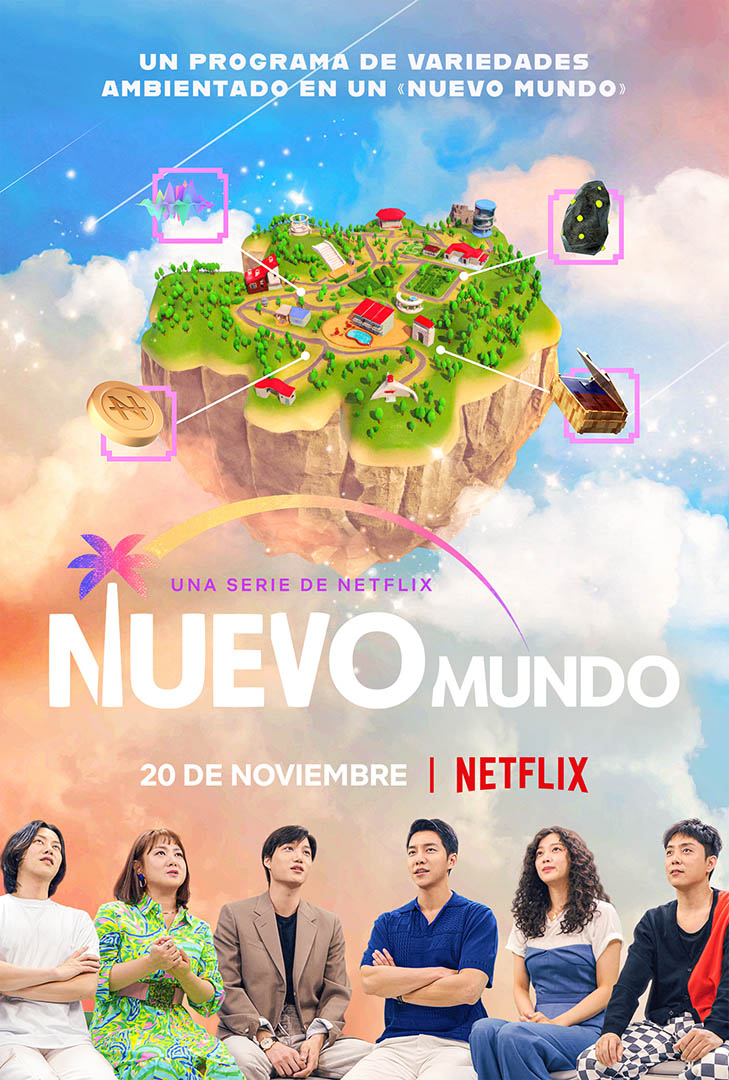 UN PROGRAMA DE VARIEDADES
AMBIENTADO EN UN «NUEVO MUNDO»
UNA SERIE DE NETFLIX
NUEVO MUNDO
20 DE NOVIEMBRE | NETFLIX